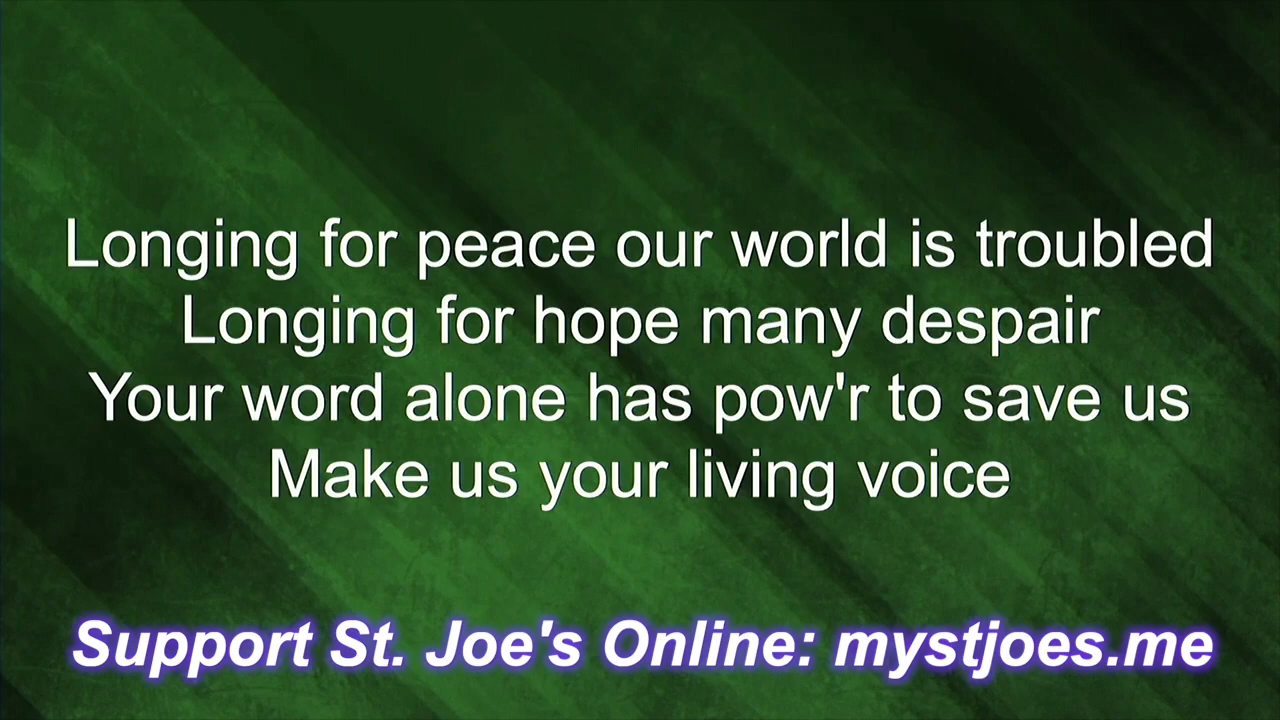 Longing for peace our world is troubled
Longing for hope many despair
Your word alone has pow'r to save us
Make us your living voice
Support St. Joe's Online: mystjoes.me